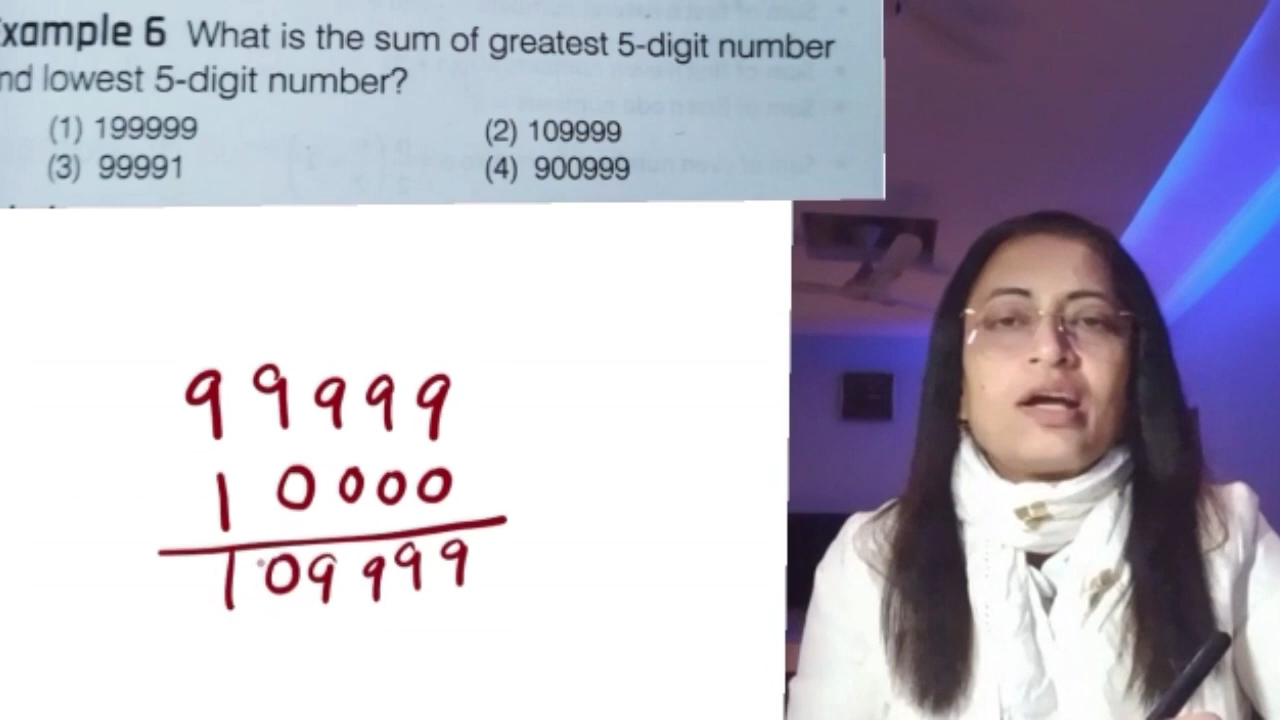 xample 6 What is the sum of greatest 5-digit number
nd lowest 5-digit number?
(1) 199999 (2) 109999
(3) 99991 (4) 900999
99999
10000
109999